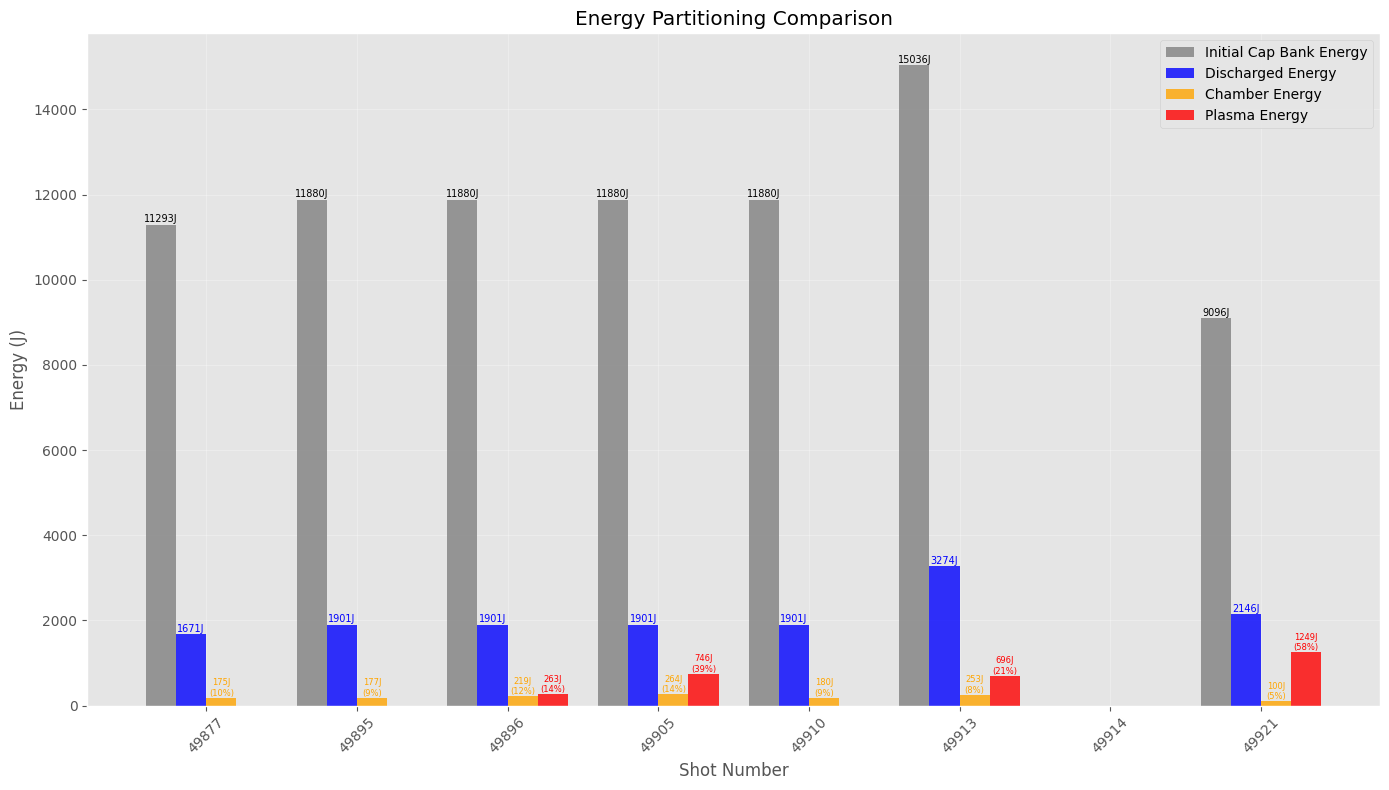 Energy Partitioning Comparison
Initial Cap Bank Energy
Discharged Energy
Chamber Energy
Plasma Energy
Energy (J)
14000
12000
10000
8000
6000
4000
2000
0
11293J
1671J
175J
(10%)
11880J
1901J
177J
(9%)
11880J
1901J
219J
(12%)
263J
(14%)
11880J
1901J
264J
(14%)
746J
(39%)
11880J
1901J
180J
(9%)
15036J
3274J
253J
(8%)
696J
(21%)
9096J
2146J
100J
(5%)
1249J
(58%)
49877
49895
49896
49905
49910
49913
49914
49921
Shot Number